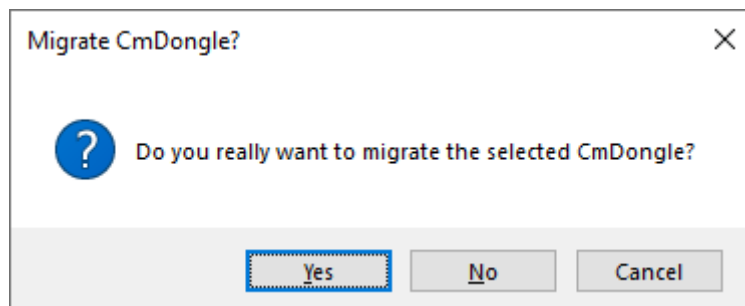 Migrate CmDongle?
?
Do you really want to migrate the selected CmDongle?
Yes No Cancel